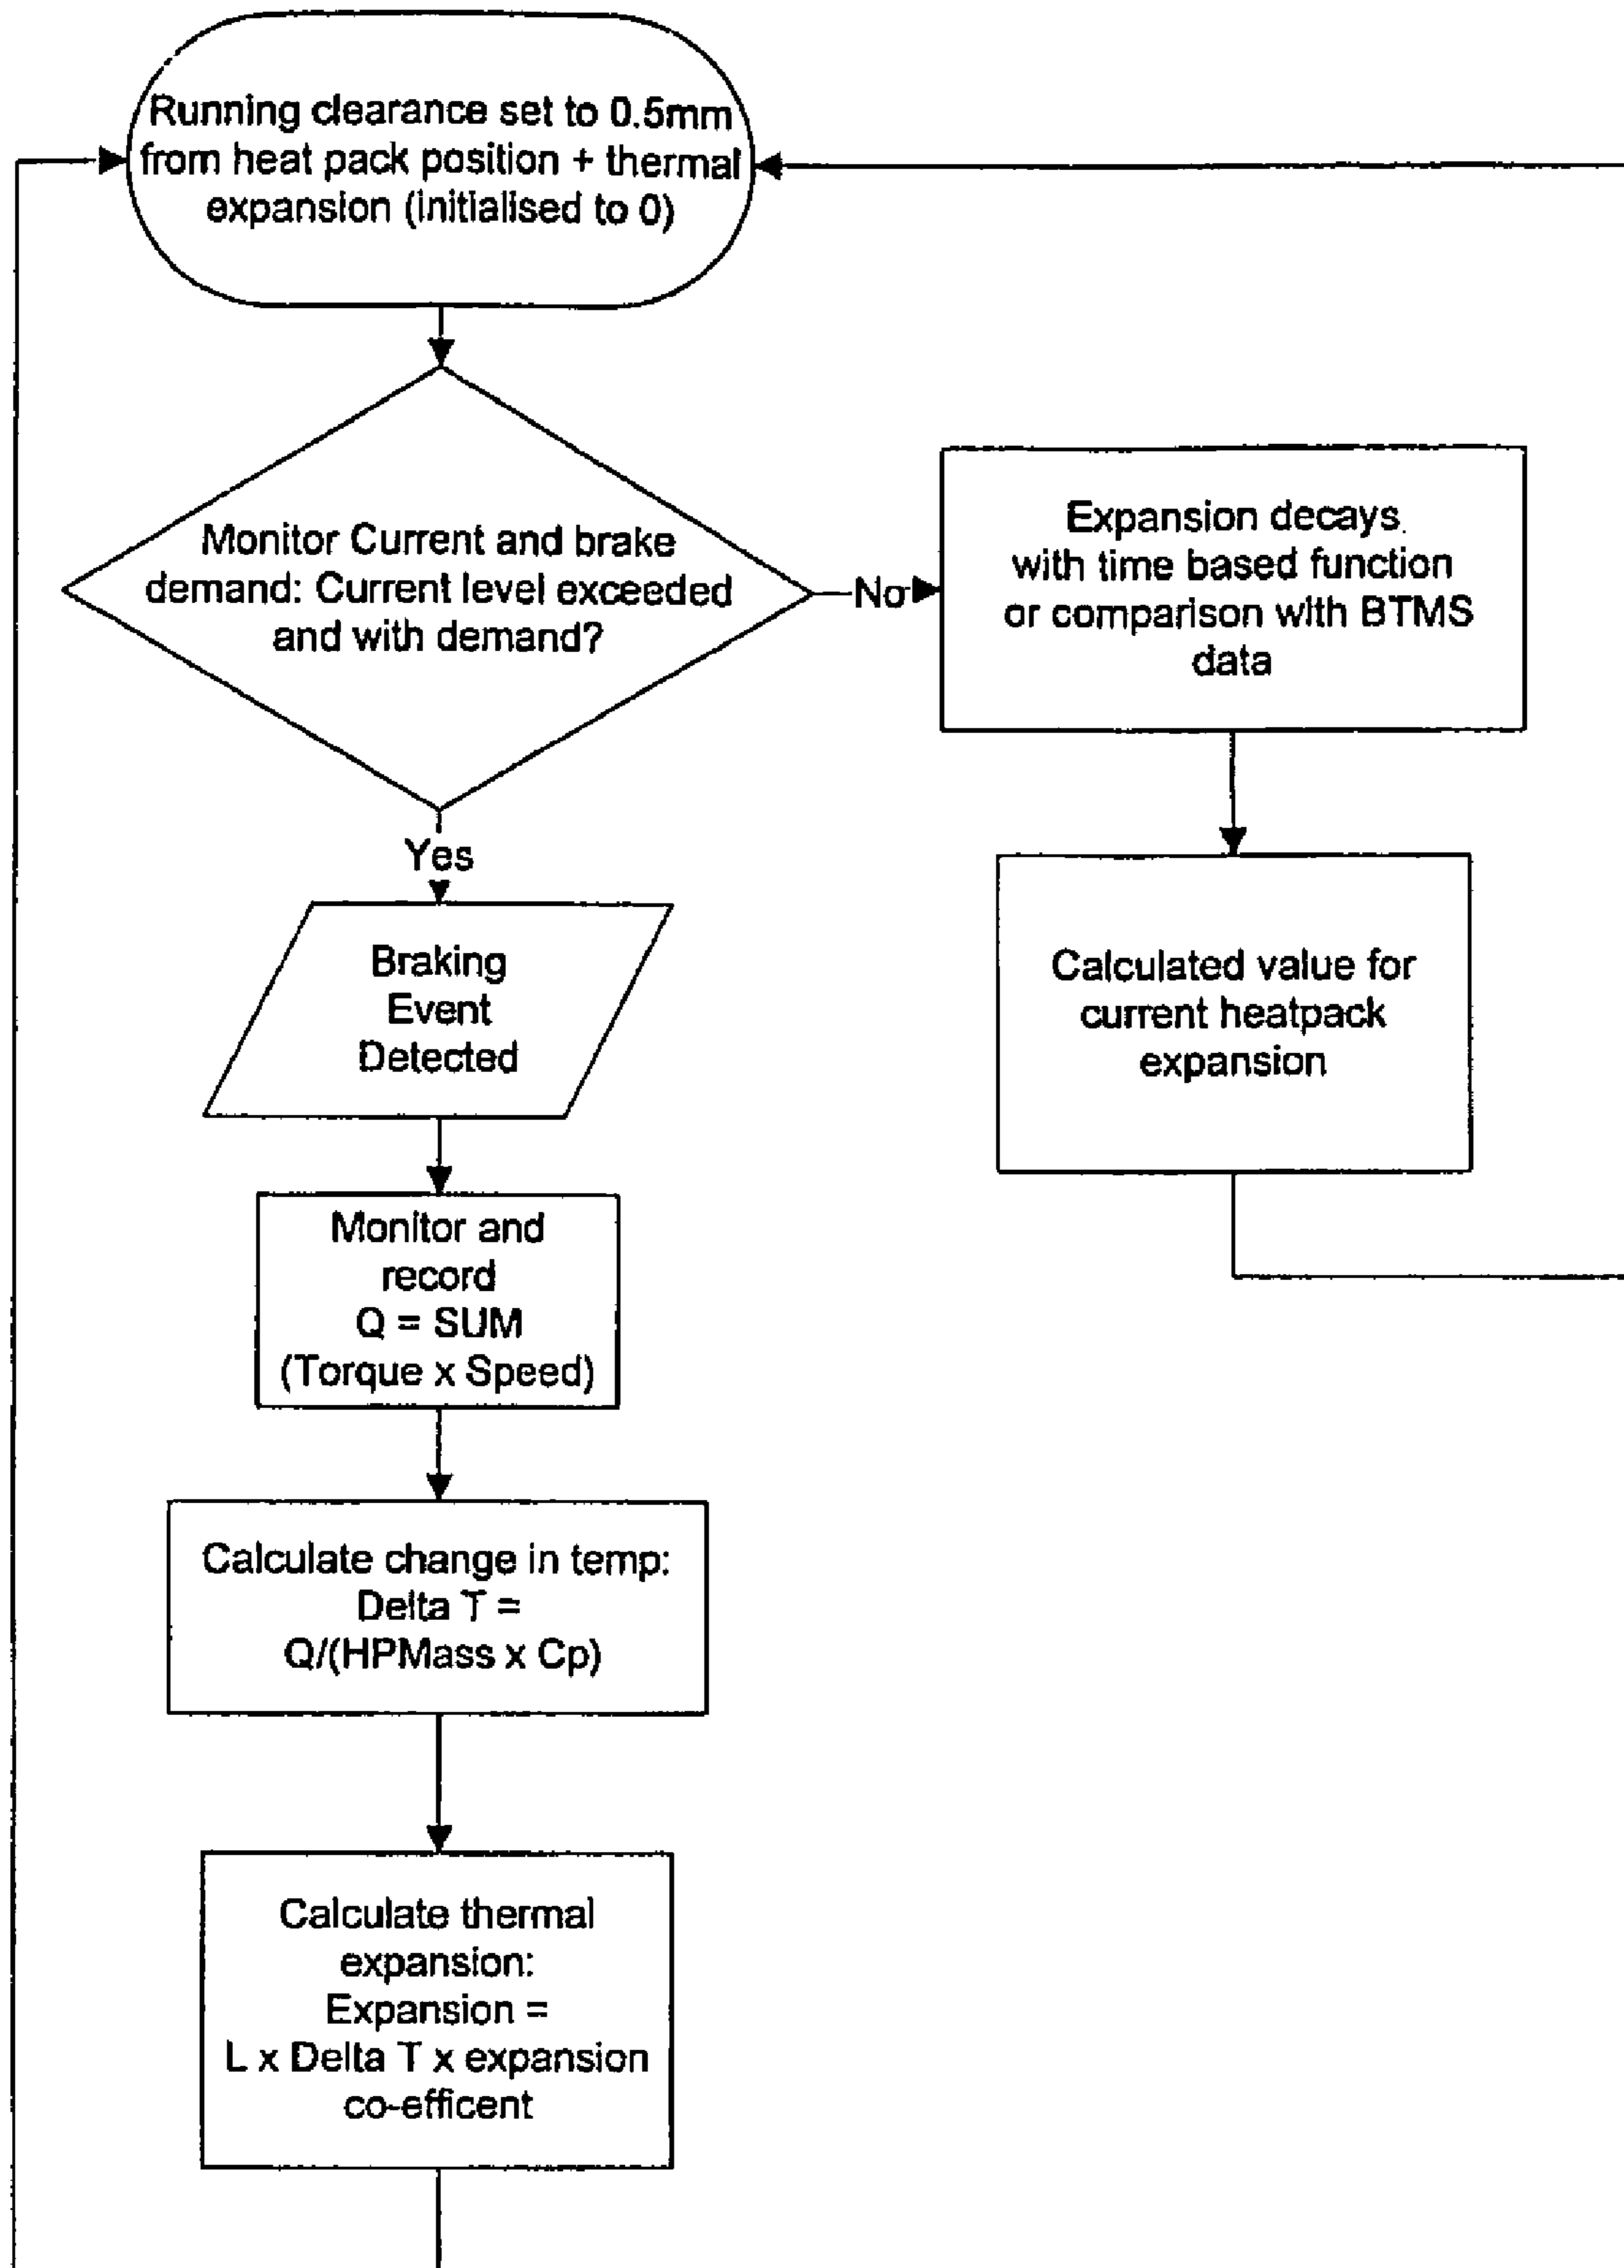 Running clearance set to 0.5mm
from heat pack position + thermal
expansion (initialised to 0)
Monitor Current and brake
demand: Current level exceeded
and with demand?
No
Expansion decays
with time based function
or comparison with BTMS
data
Yes
Braking
Event
Detected
Calculated value for
current heatpack
expansion
Monitor and
record
Q = SUM
(Torque x Speed)
Calculate change in temp:
Delta T =
Q/(HPMass x Cp)
Calculate thermal
expansion:
Expansion =
L x Delta T x expansion
co-efficent